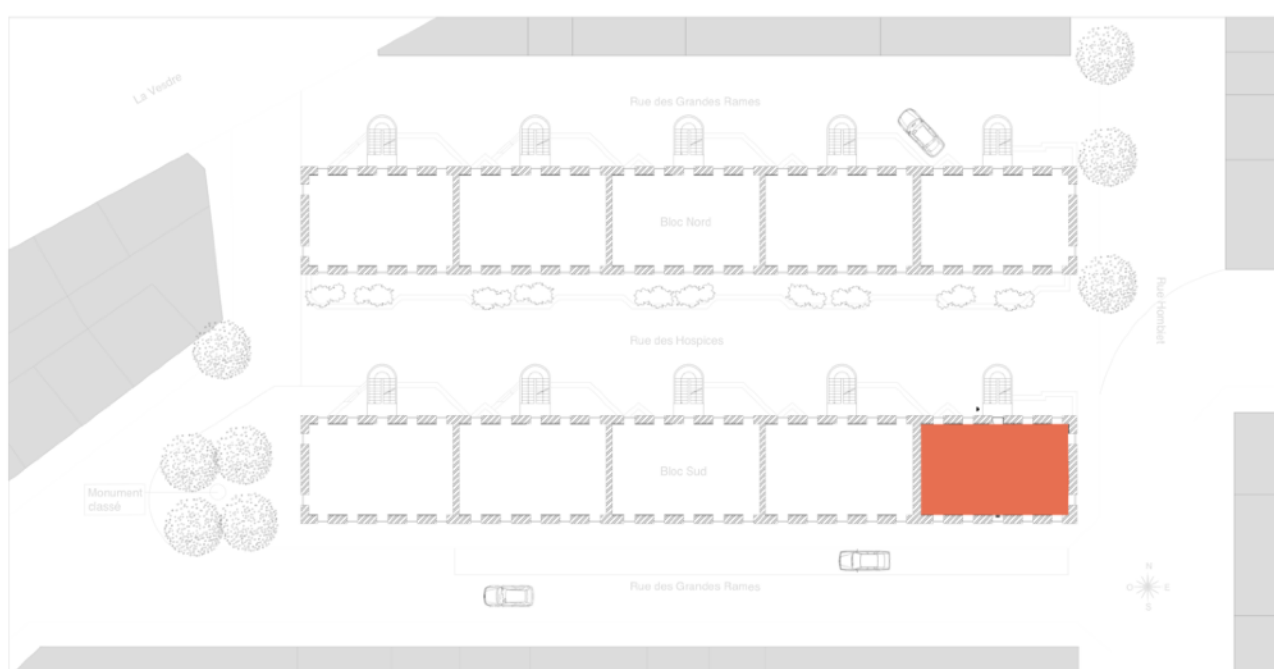 La Vesdre
Rue des Grandes Rames
Bloc Nord
Rue Hombiet
Rue des Hospices
Bloc Sud
Monument
classé
Rue des Grandes Rames
N
O E
S